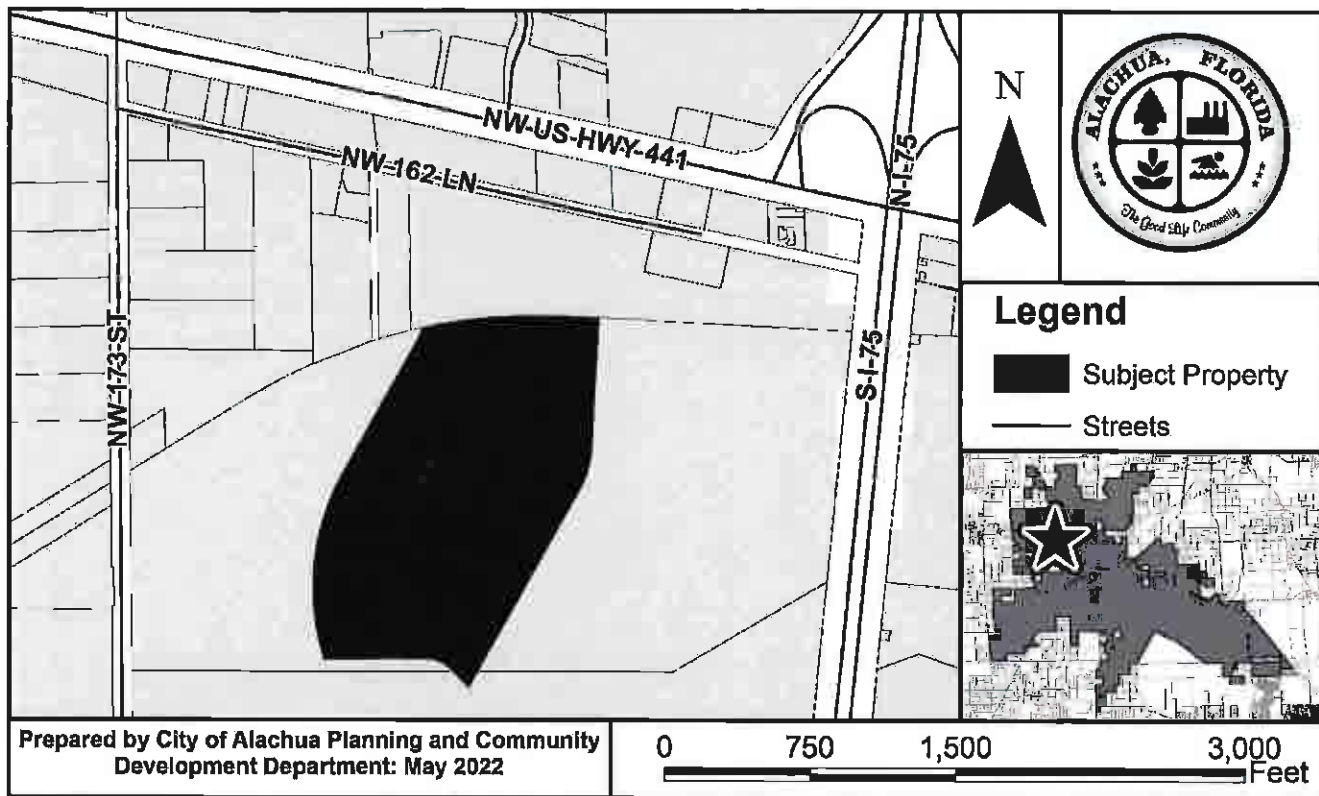 NW-US-HWY-441
NW-162-LN
NW-173-ST
N-I-75
S-I-75
N
ALACHUA, FLORIDA
The Good Life Community
Legend
Subject Property
Streets
Prepared by City of Alachua Planning and Community
Development Department: May 2022
0 750 1,500 3,000
Feet